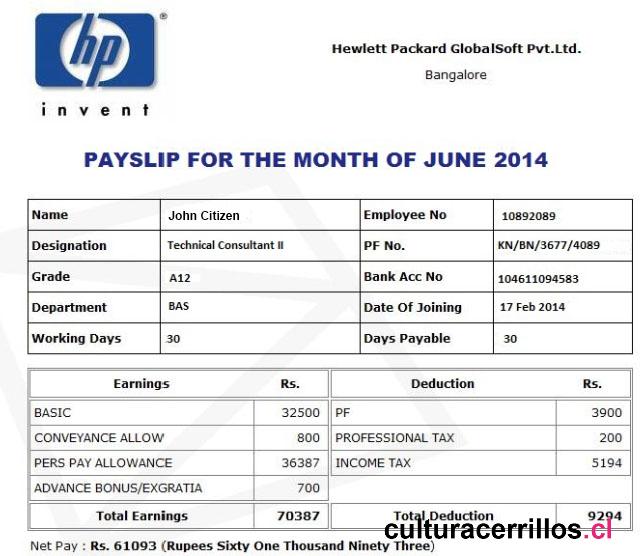 hp®
invent
Hewlett Packard GlobalSoft Pvt.Ltd.
Bangalore
PAYSLIP FOR THE MONTH OF JUNE 2014
Name John Citizen Employee No 10892089
Designation Technical Consultant II PF No. KN/BN/3677/4089
Grade A12 Bank Acc No 104611094583
Department BAS Date Of Joining 17 Feb 2014
Working Days 30 Days Payable 30
Earnings Rs. Deduction Rs.
BASIC 32500 PF 3900
CONVEYANCE ALLOW 800 PROFESSIONAL TAX 200
PERS PAY ALLOWANCE 36387 INCOME TAX 5194
ADVANCE BONUS/EXGRATIA 700
Total Earnings 70387 Total Deduction 9294
culturacerrillos.cl
Net Pay : Rs. 61093 (Rupees Sixty One Thousand Ninety Three)